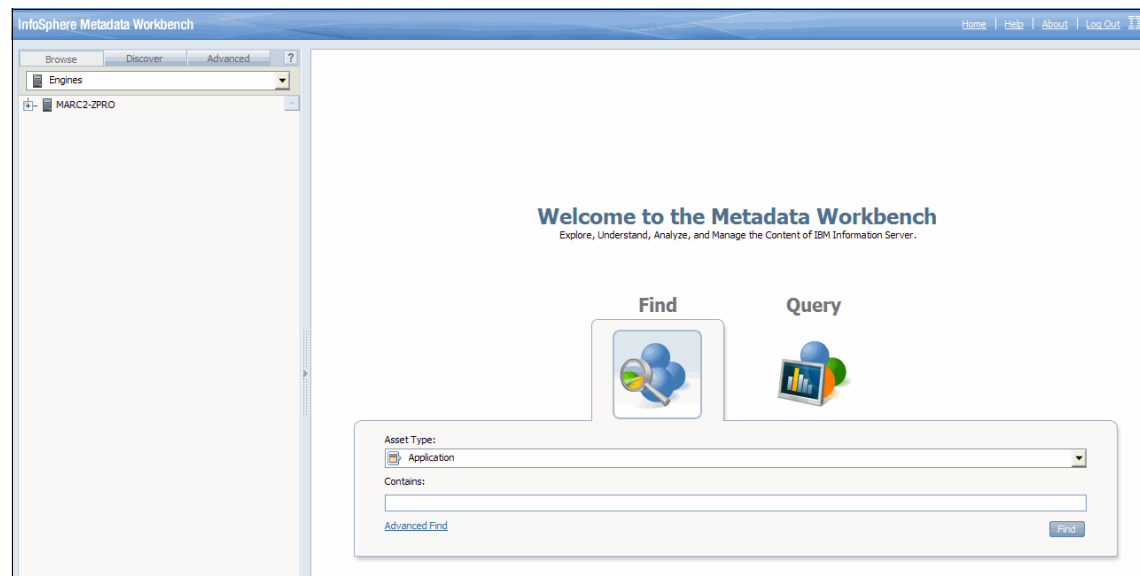 InfoSphere Metadata Workbench
Home | Help | About | Log Out
Browse Discover Advanced ?
Engines
MARC2-ZPRO
Welcome to the Metadata Workbench
Explore, Understand, Analyze, and Manage the Content of IBM Information Server.
Find Query
Asset Type:
Application
Contains:
Advanced Find Find